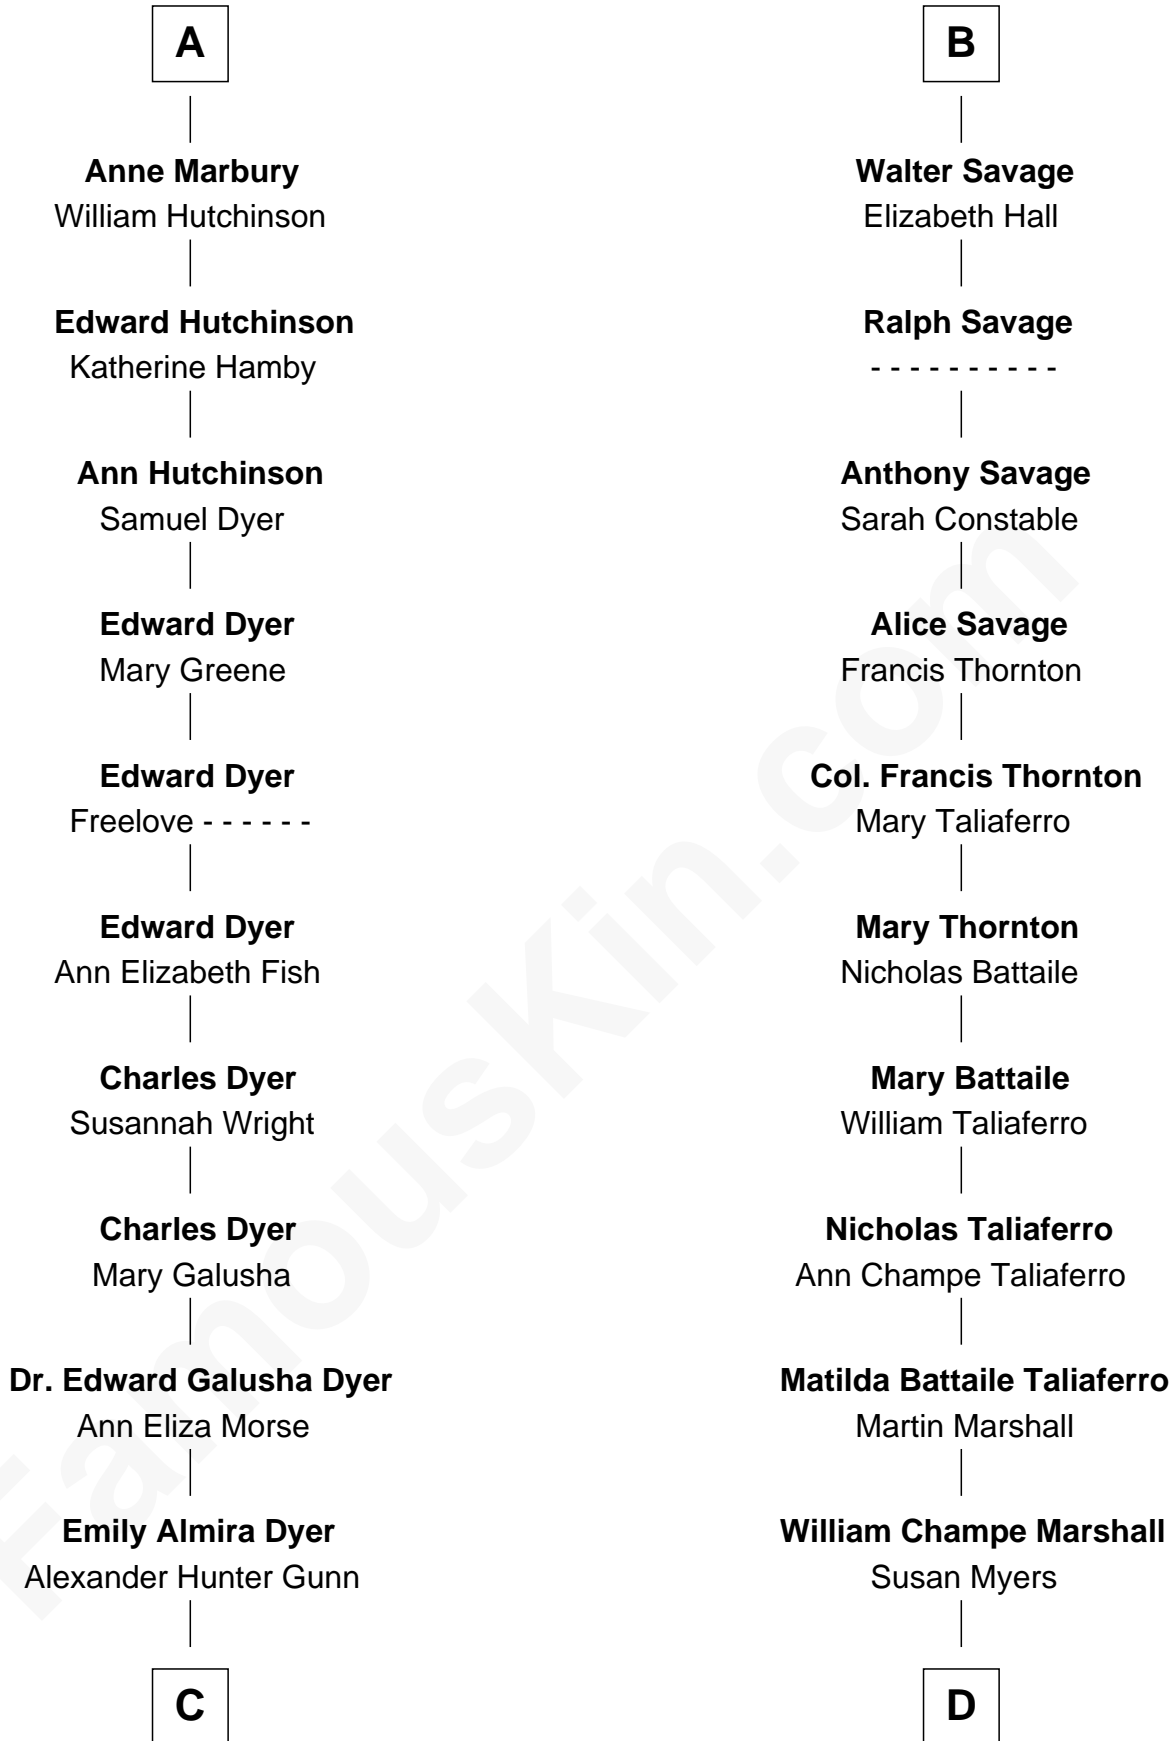 A
Anne Marbury
William Hutchinson
Edward Hutchinson
Katherine Hamby
Ann Hutchinson
Samuel Dyer
Edward Dyer
Mary Greene
Edward Dyer
Freelove - - - - - -
Edward Dyer
Ann Elizabeth Fish
Charles Dyer
Susannah Wright
Charles Dyer
Mary Galusha
Dr. Edward Galusha Dyer
Ann Eliza Morse
Emily Almira Dyer
Alexander Hunter Gunn
C
B
Walter Savage
Elizabeth Hall
Ralph Savage
- - - - - - - - - -
Anthony Savage
Sarah Constable
Alice Savage
Francis Thornton
Col. Francis Thornton
Mary Taliaferro
Mary Thornton
Nicholas Battaile
Mary Battaile
William Taliaferro
Nicholas Taliaferro
Ann Champe Taliaferro
Matilda Battaile Taliaferro
Martin Marshall
William Champe Marshall
Susan Myers
D
FamousKin.com